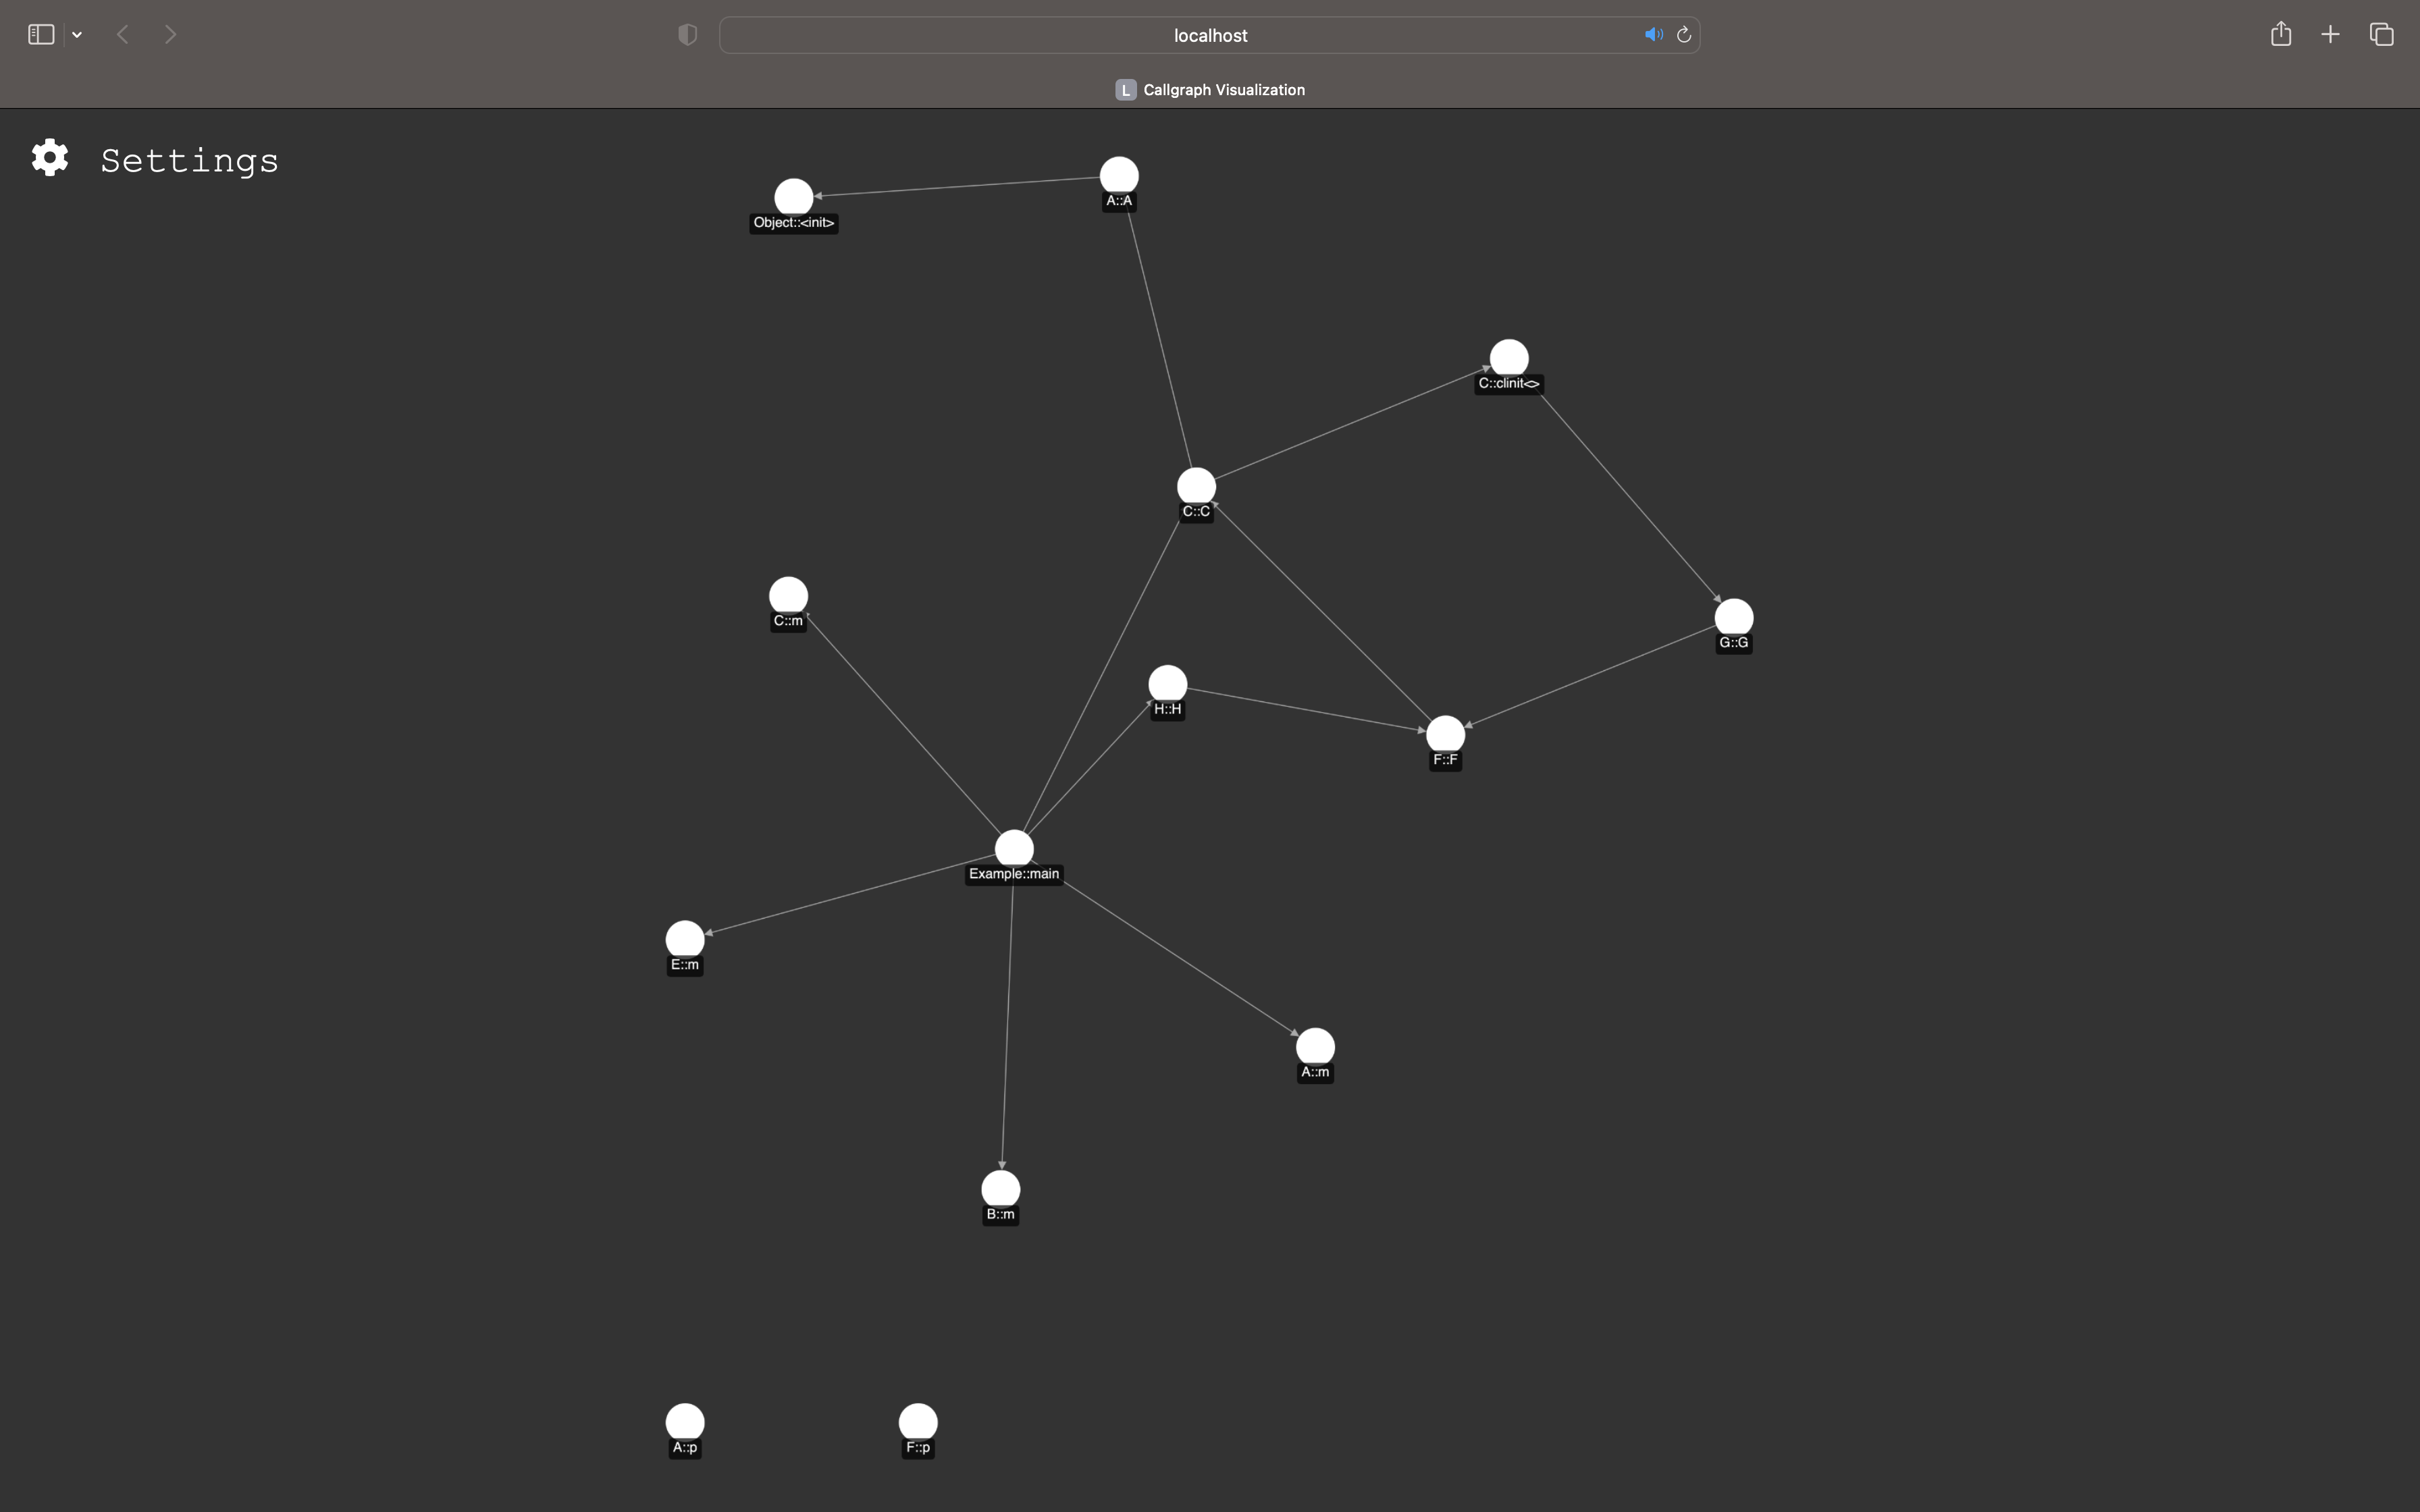 localhost
L Callgraph Visualization
Settings
A::A
Object::<init>
C::clinit<>
C::C
C::m
G::G
H::H
F::F
Example::main
E::m
A::m
B::m
A::p
F::p